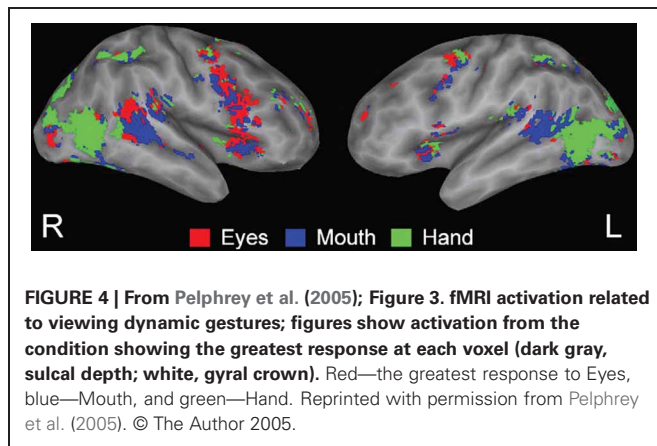 R
L
Eyes Mouth Hand
FIGURE 4 | From Pelphrey et al. (2005); Figure 3. fMRI activation related
to viewing dynamic gestures; figures show activation from the
condition showing the greatest response at each voxel (dark gray,
sulcal depth; white, gyral crown). Red—the greatest response to Eyes,
blue—Mouth, and green—Hand. Reprinted with permission from Pelphrey
et al. (2005). © The Author 2005.